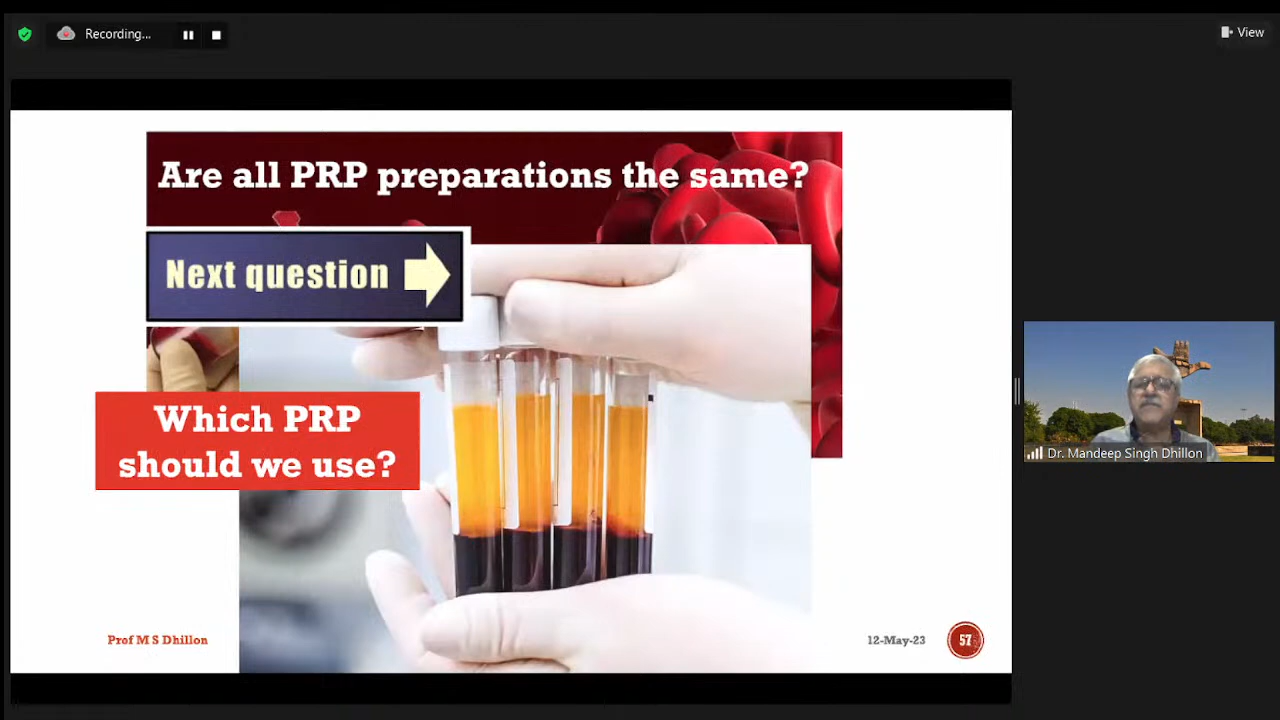 Recording...
View
Are all PRP preparations the same?
Next question
Which PRP
should we use?
Dr. Mandeep Singh Dhillon
Prof M S Dhillon
12-May-23
57